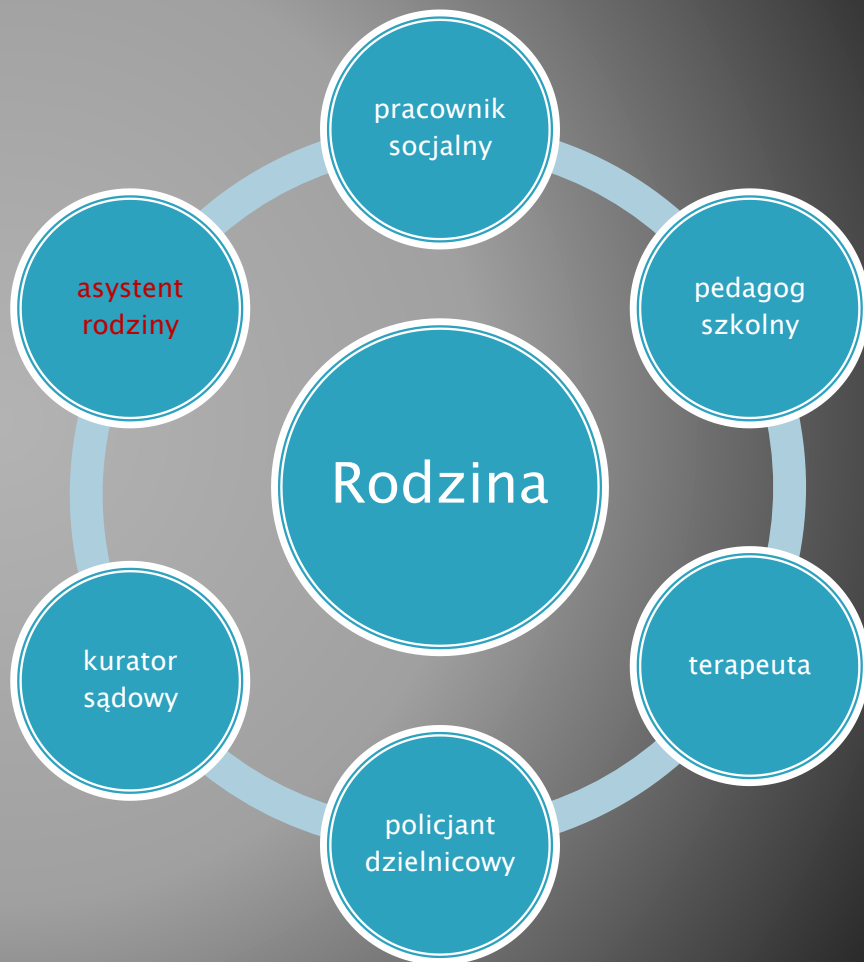 pracownik
socjalny
asystent
rodziny
pedagog
szkolny
Rodzina
kurator
sądowy
terapeuta
policjant
dzielnicowy